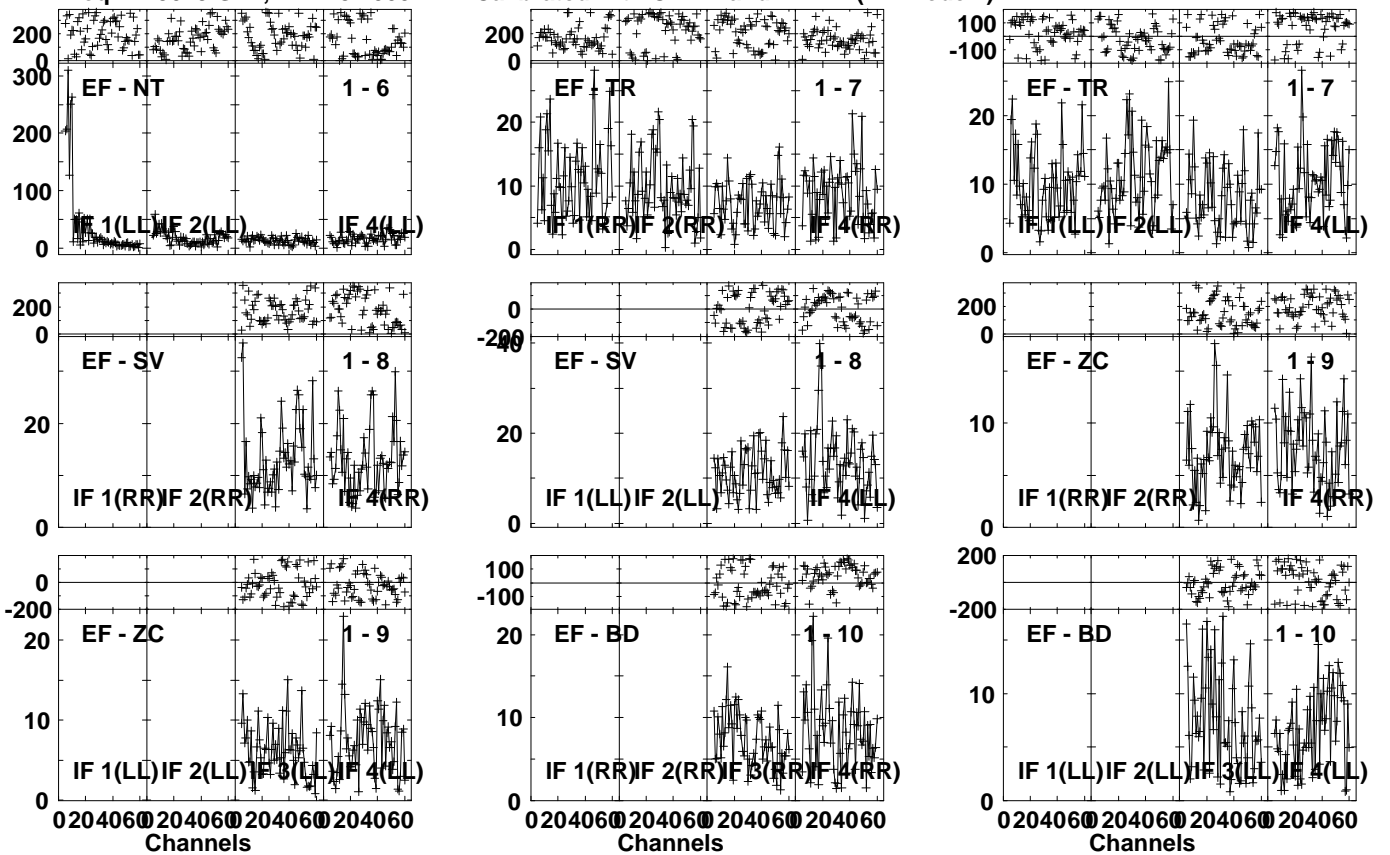 200
0
300
200
100
0
EF - NT
1 - 6
IF 1(LL)
IF 2(LL)
IF 4(LL)
200
0
20
10
0
EF - TR
1 - 7
IF 1(RR)
IF 2(RR)
IF 4(RR)
100
-100
20
10
0
EF - TR
1 - 7
IF 1(LL)
IF 2(LL)
IF 4(LL)
200
0
20
0
EF - SV
1 - 8
IF 1(RR)
IF 2(RR)
IF 4(RR)
0
-200
40
20
0
EF - SV
1 - 8
IF 1(LL)
IF 2(LL)
IF 4(LL)
200
0
10
0
EF - ZC
1 - 9
IF 1(RR)
IF 2(RR)
IF 4(RR)
0
-200
20
10
0
EF - ZC
1 - 9
IF 1(LL)
IF 2(LL)
IF 3(LL)
IF 4(LL)
0 20 40 60 0 20 40 60 0 20 40 60 0 20 40 60
Channels
100
-100
20
10
0
EF - BD
1 - 10
IF 1(RR)
IF 2(RR)
IF 3(RR)
IF 4(RR)
0 20 40 60 0 20 40 60 0 20 40 60 0 20 40 60
Channels
200
-200
10
0
EF - BD
1 - 10
IF 1(LL)
IF 2(LL)
IF 3(LL)
IF 4(LL)
0 20 40 60 0 20 40 60 0 20 40 60 0 20 40 60
Channels